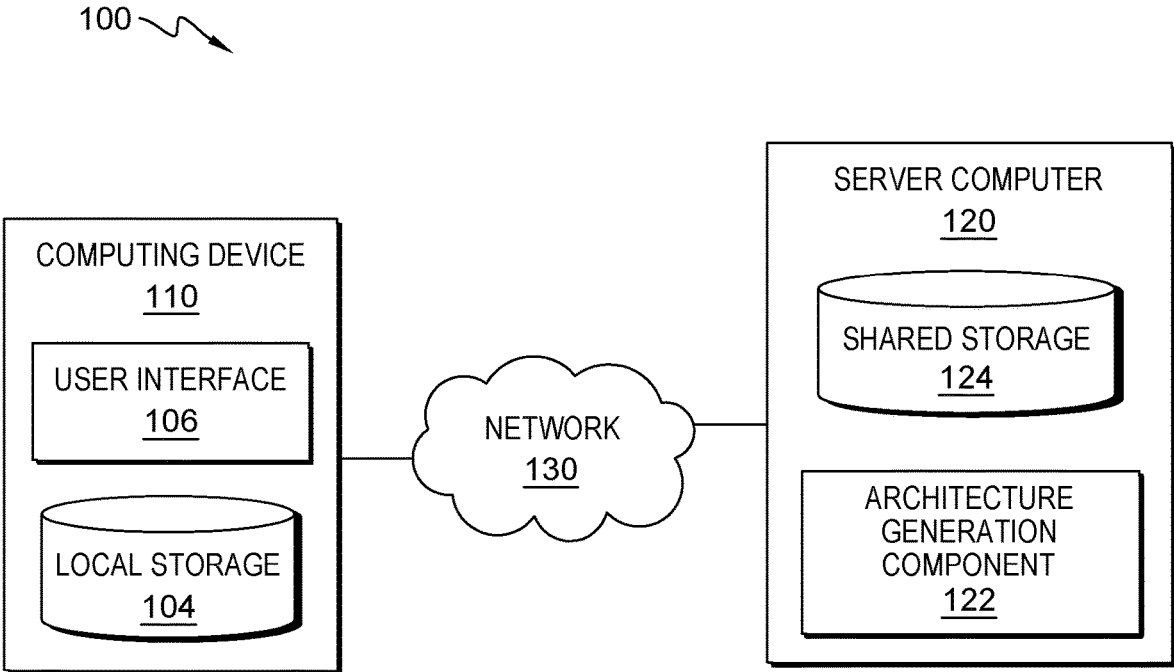 100
COMPUTING DEVICE
110
USER INTERFACE
106
LOCAL STORAGE
104
NETWORK
130
SERVER COMPUTER
120
SHARED STORAGE
124
ARCHITECTURE
GENERATION
COMPONENT
122